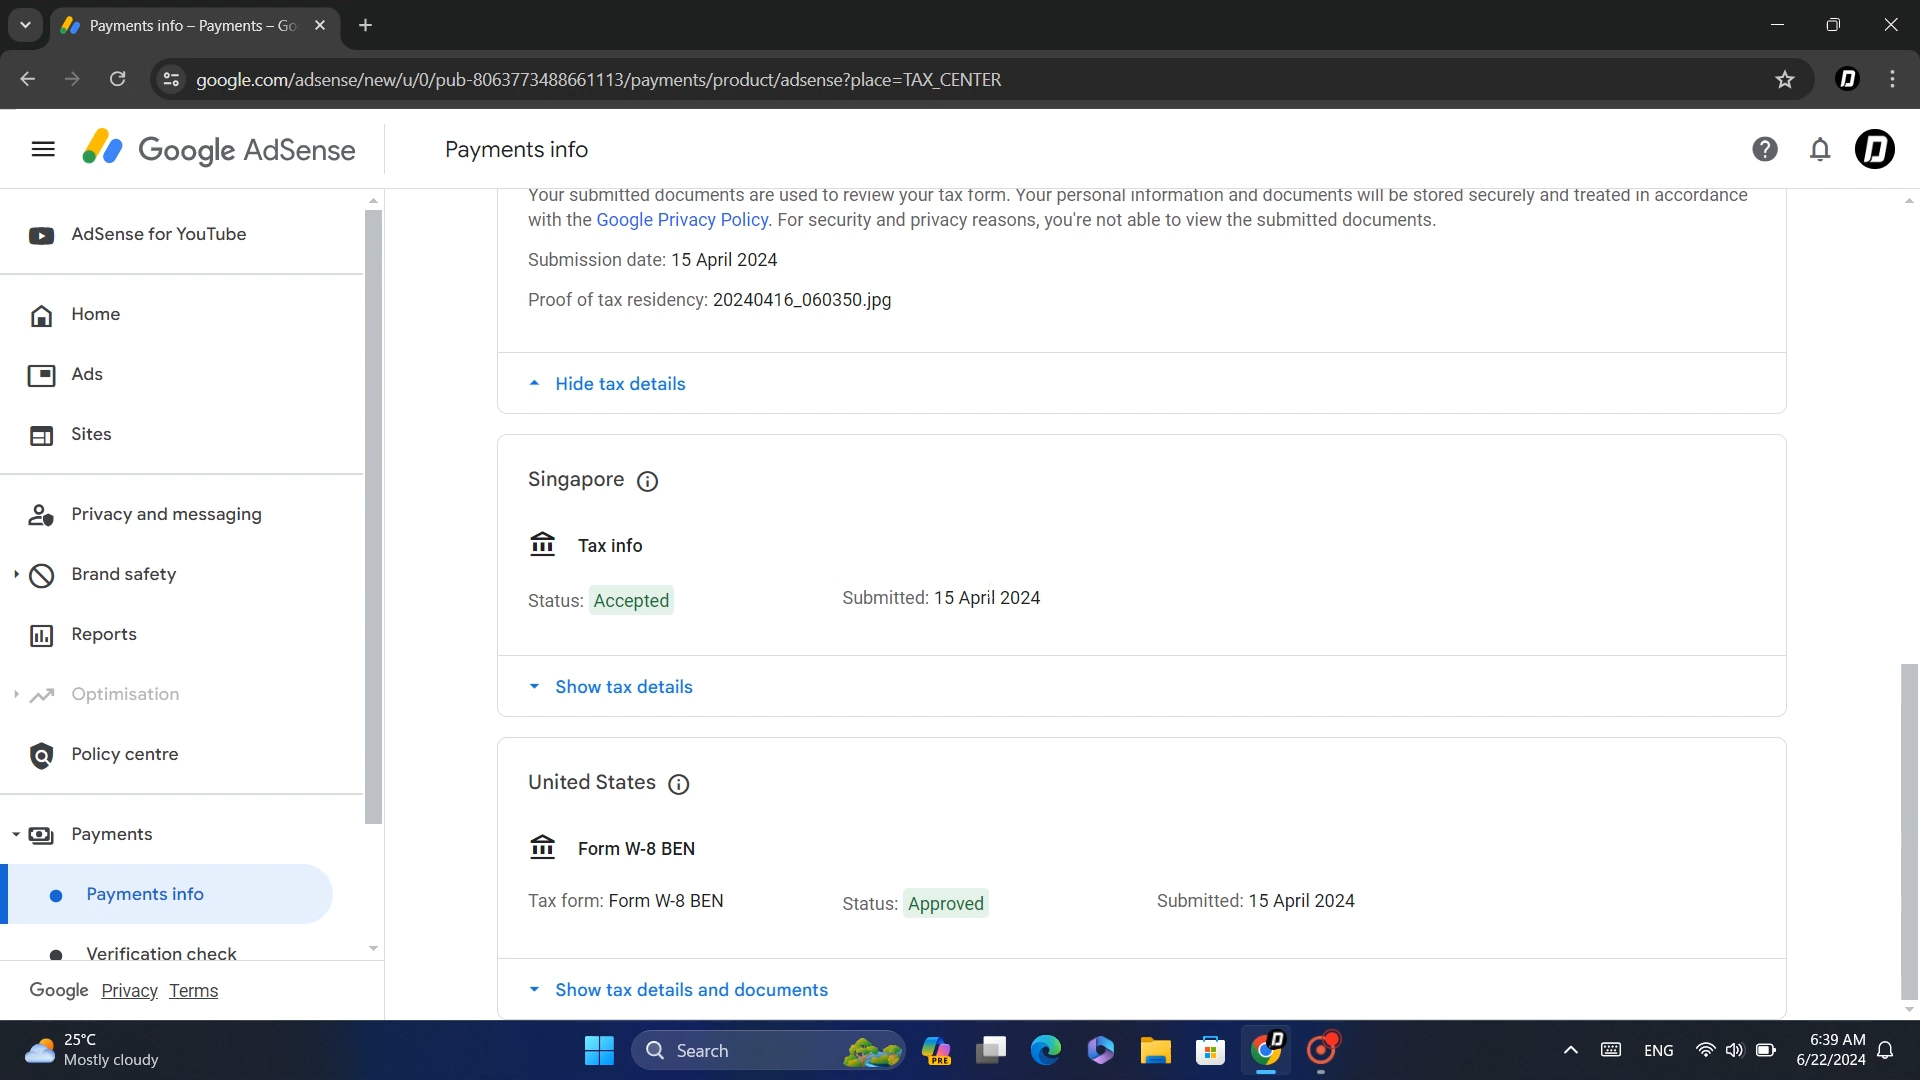 Payments info – Payments – Go
google.com/adsense/new/u/0/pub-8063773488661113/payments/product/adsense?place=TAX_CENTER
Google AdSense
Payments info
AdSense for YouTube
Home
Ads
Sites
Privacy and messaging
Brand safety
Reports
Optimisation
Policy centre
Payments
Payments info
Verification check
Google Privacy Terms
Your submitted documents are used to review your tax form. Your personal information and documents will be stored securely and treated in accordance
with the Google Privacy Policy. For security and privacy reasons, you're not able to view the submitted documents.
Submission date: 15 April 2024
Proof of tax residency: 20240416_060350.jpg
Hide tax details
Singapore
Tax info
Status: Accepted
Submitted: 15 April 2024
Show tax details
United States
Form W-8 BEN
Tax form: Form W-8 BEN
Status: Approved
Submitted: 15 April 2024
Show tax details and documents
25°C
Mostly cloudy
Search
PRE
ENG
6:39 AM
6/22/2024